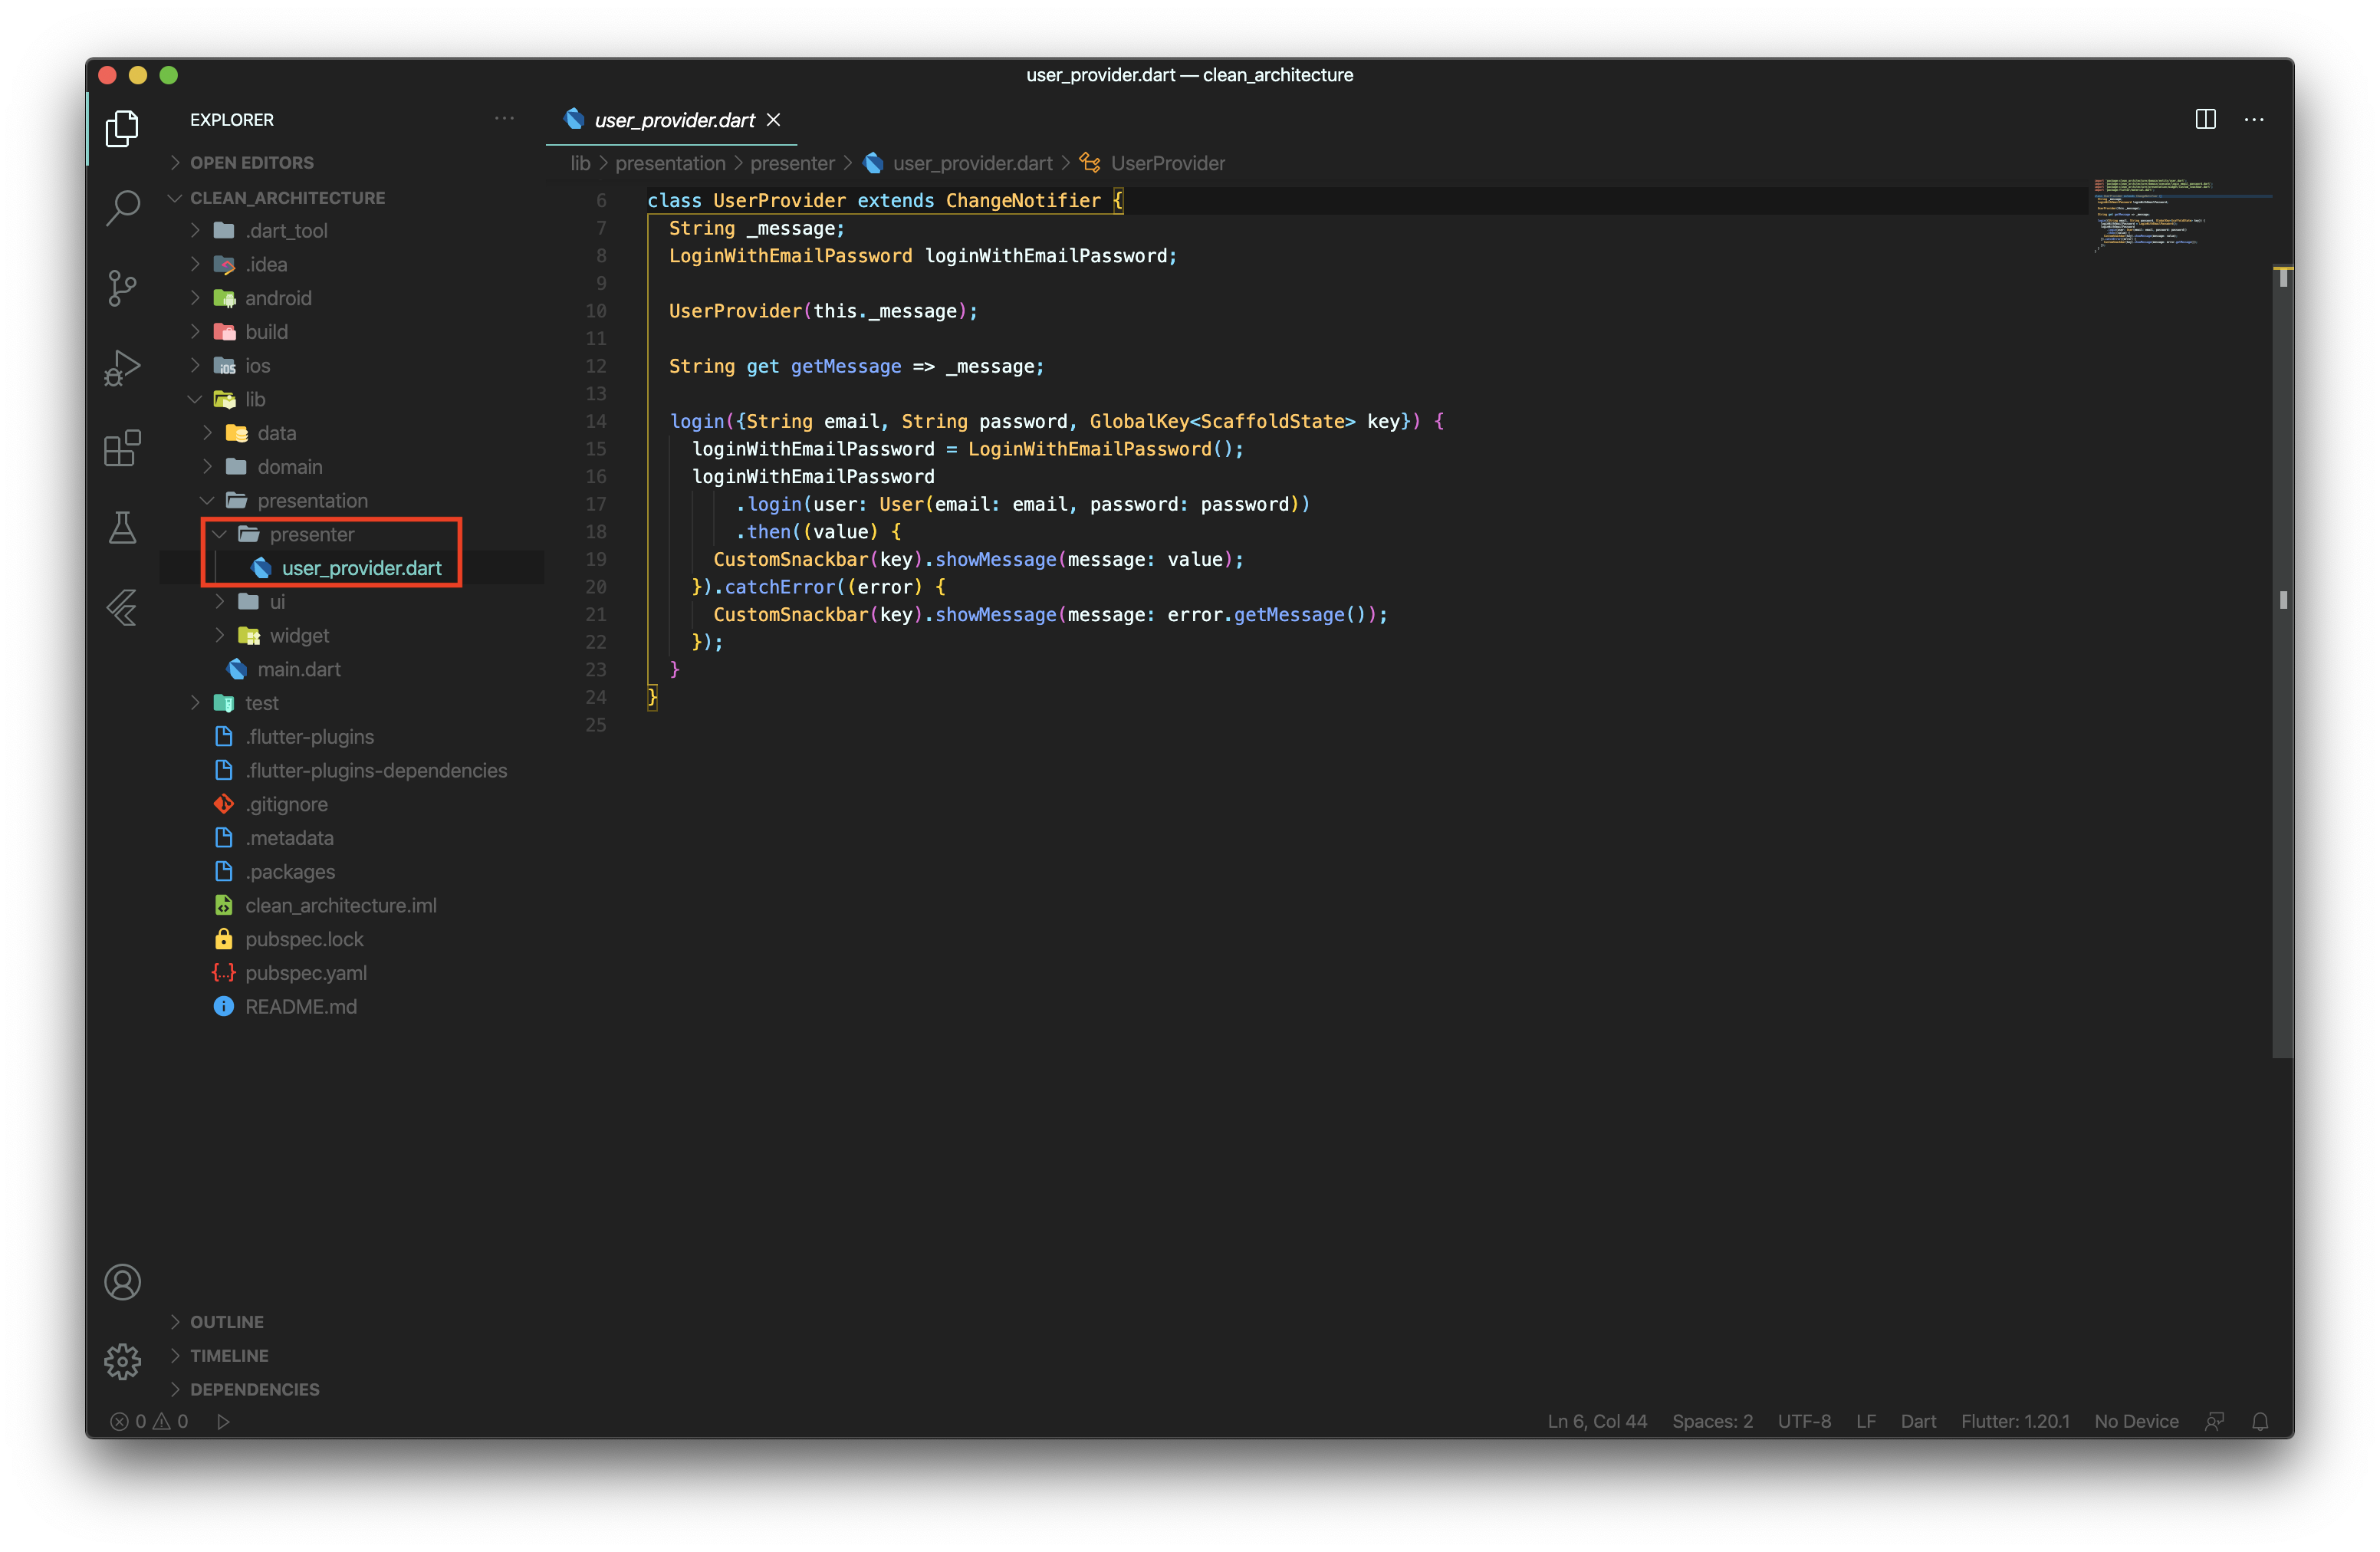 user_provider.dart — clean_architecture
EXPLORER
OPEN EDITORS
CLEAN_ARCHITECTURE
.dart_tool
.idea
android
build
ios
lib
data
domain
presentation
presenter
user_provider.dart
ui
widget
main.dart
test
.flutter-plugins
.flutter-plugins-dependencies
.gitignore
.metadata
.packages
clean_architecture.iml
pubspec.lock
pubspec.yaml
README.md
OUTLINE
TIMELINE
DEPENDENCIES
user_provider.dart
lib > presentation > presenter > user_provider.dart > UserProvider
6 class UserProvider extends ChangeNotifier {
7 String _message;
8 LoginWithEmailPassword loginWithEmailPassword;
9
10 UserProvider(this._message);
11
12 String get getMessage => _message;
13
14 login({String email, String password, GlobalKey<ScaffoldState> key}) {
15 loginWithEmailPassword = LoginWithEmailPassword();
16 loginWithEmailPassword
17 .login(user: User(email: email, password: password))
18 .then((value) {
19 CustomSnackbar(key).showMessage(message: value);
20 }).catchError((error) {
21 CustomSnackbar(key).showMessage(message: error.getMessage());
22 });
23 }
24 }
25
0 0
Ln 6, Col 44 Spaces: 2 UTF-8 LF Dart Flutter: 1.20.1 No Device